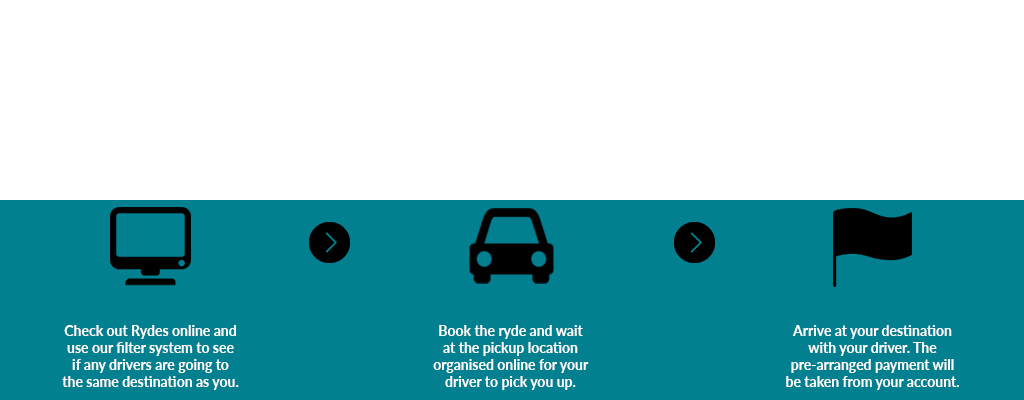 Check out Rydes online and
use our filter system to see
if any drivers are going to
the same destination as you.
Book the ryde and wait
at the pickup location
organised online for your
driver to pick you up.
Arrive at your destination
with your driver. The
pre-arranged payment will
be taken from your account.